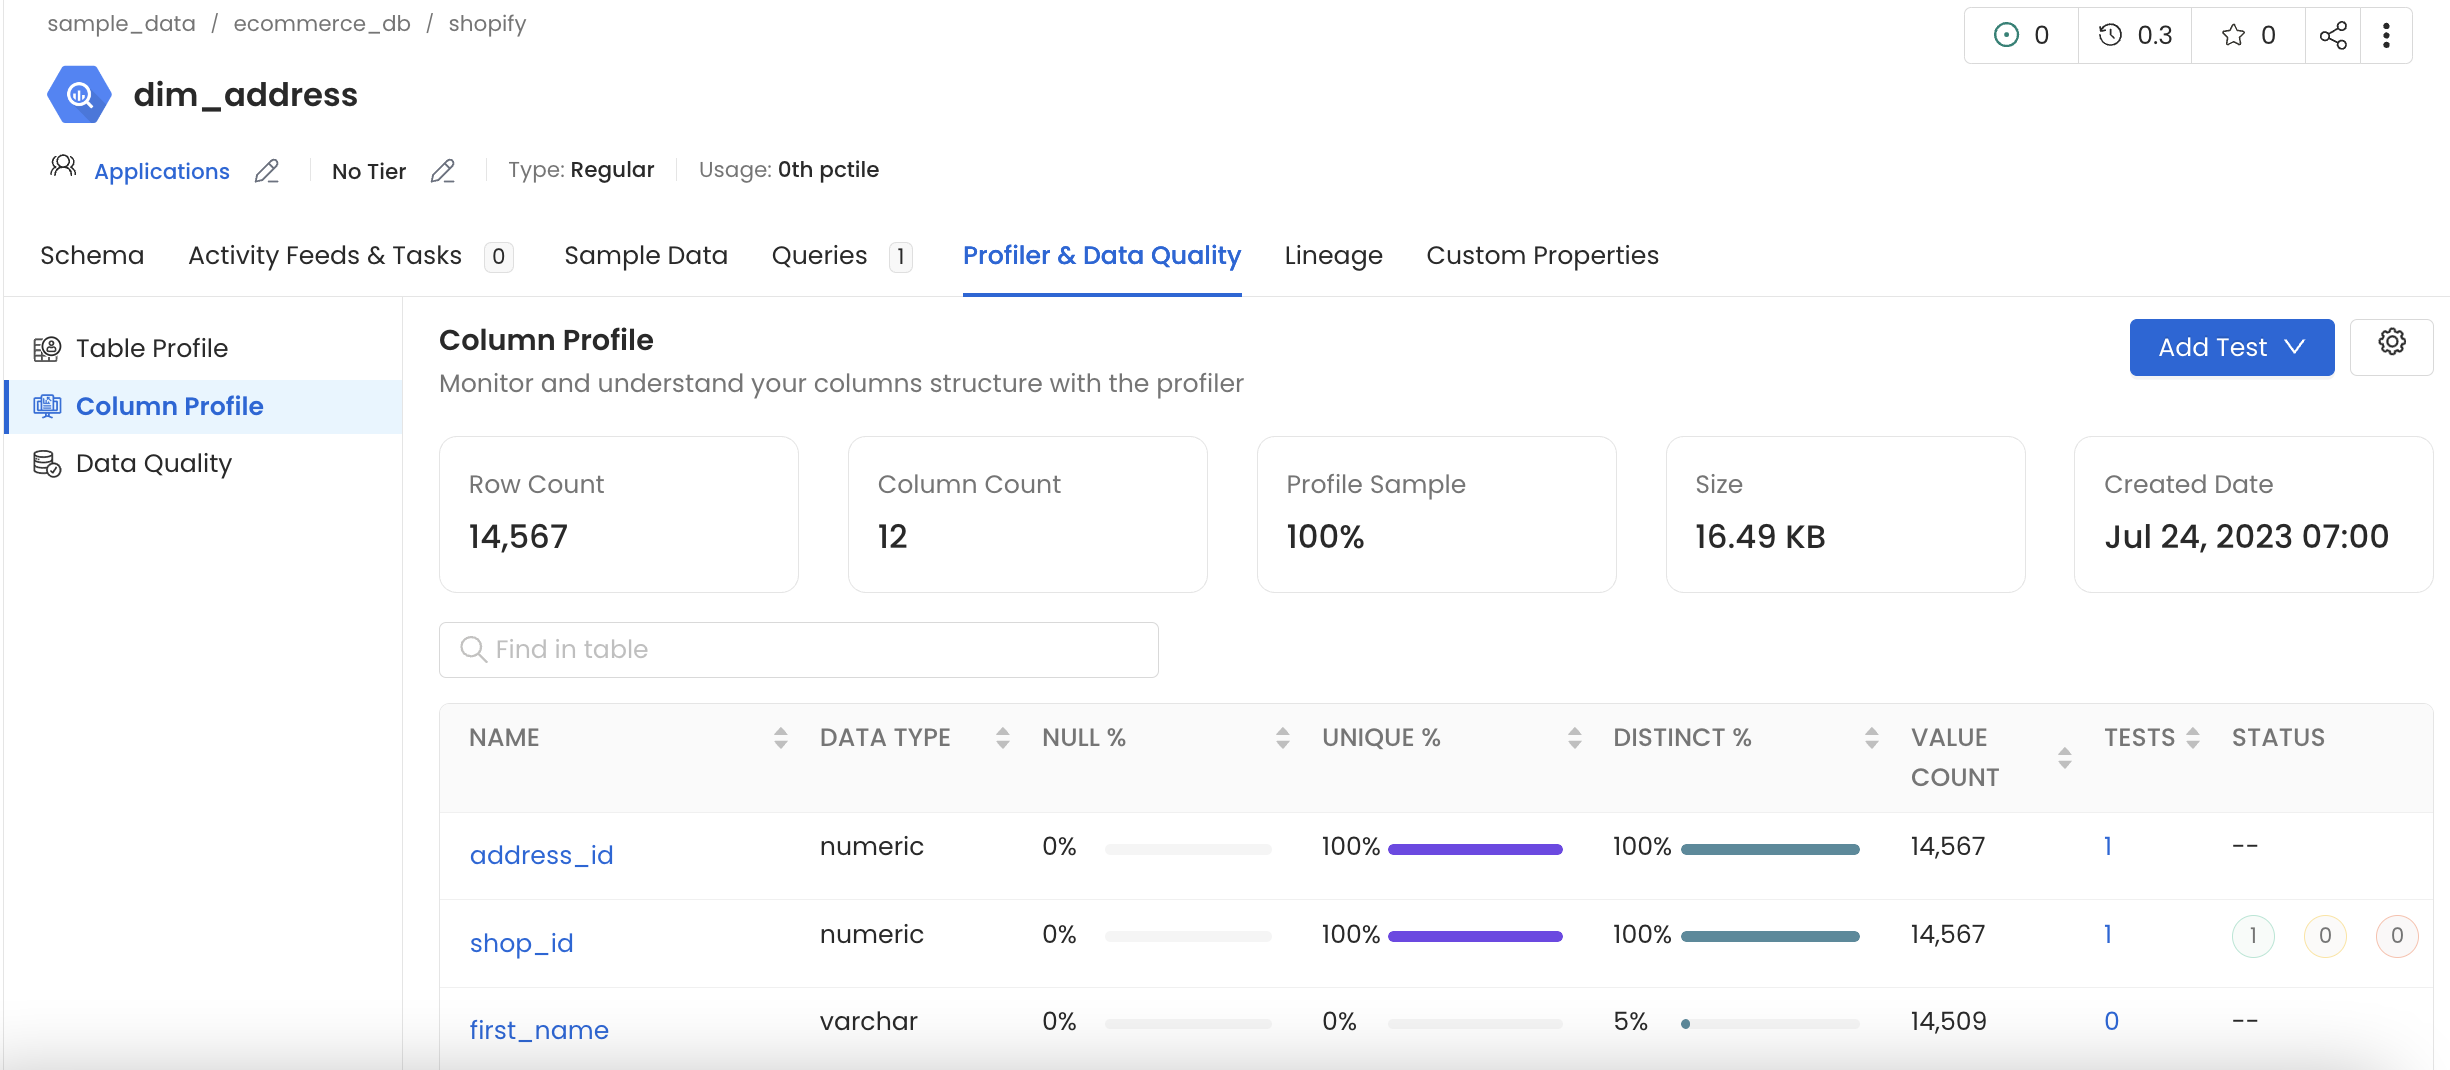 sample_data / ecommerce_db / shopify
0 0.3 0
dim_address
Applications No Tier Type: Regular Usage: 0th pctile
Schema Activity Feeds & Tasks 0 Sample Data Queries 1 Profiler & Data Quality Lineage Custom Properties
Table Profile
Column Profile
Data Quality
Column Profile
Monitor and understand your columns structure with the profiler
Add Test
Row Count
14,567
Column Count
12
Profile Sample
100%
Size
16.49 KB
Created Date
Jul 24, 2023 07:00
Find in table
NAME DATA TYPE NULL % UNIQUE % DISTINCT % VALUE COUNT TESTS STATUS
address_id numeric 0% 100% 100% 14,567 1 --
shop_id numeric 0% 100% 100% 14,567 1 1 0 0
first_name varchar 0% 0% 5% 14,509 0 --